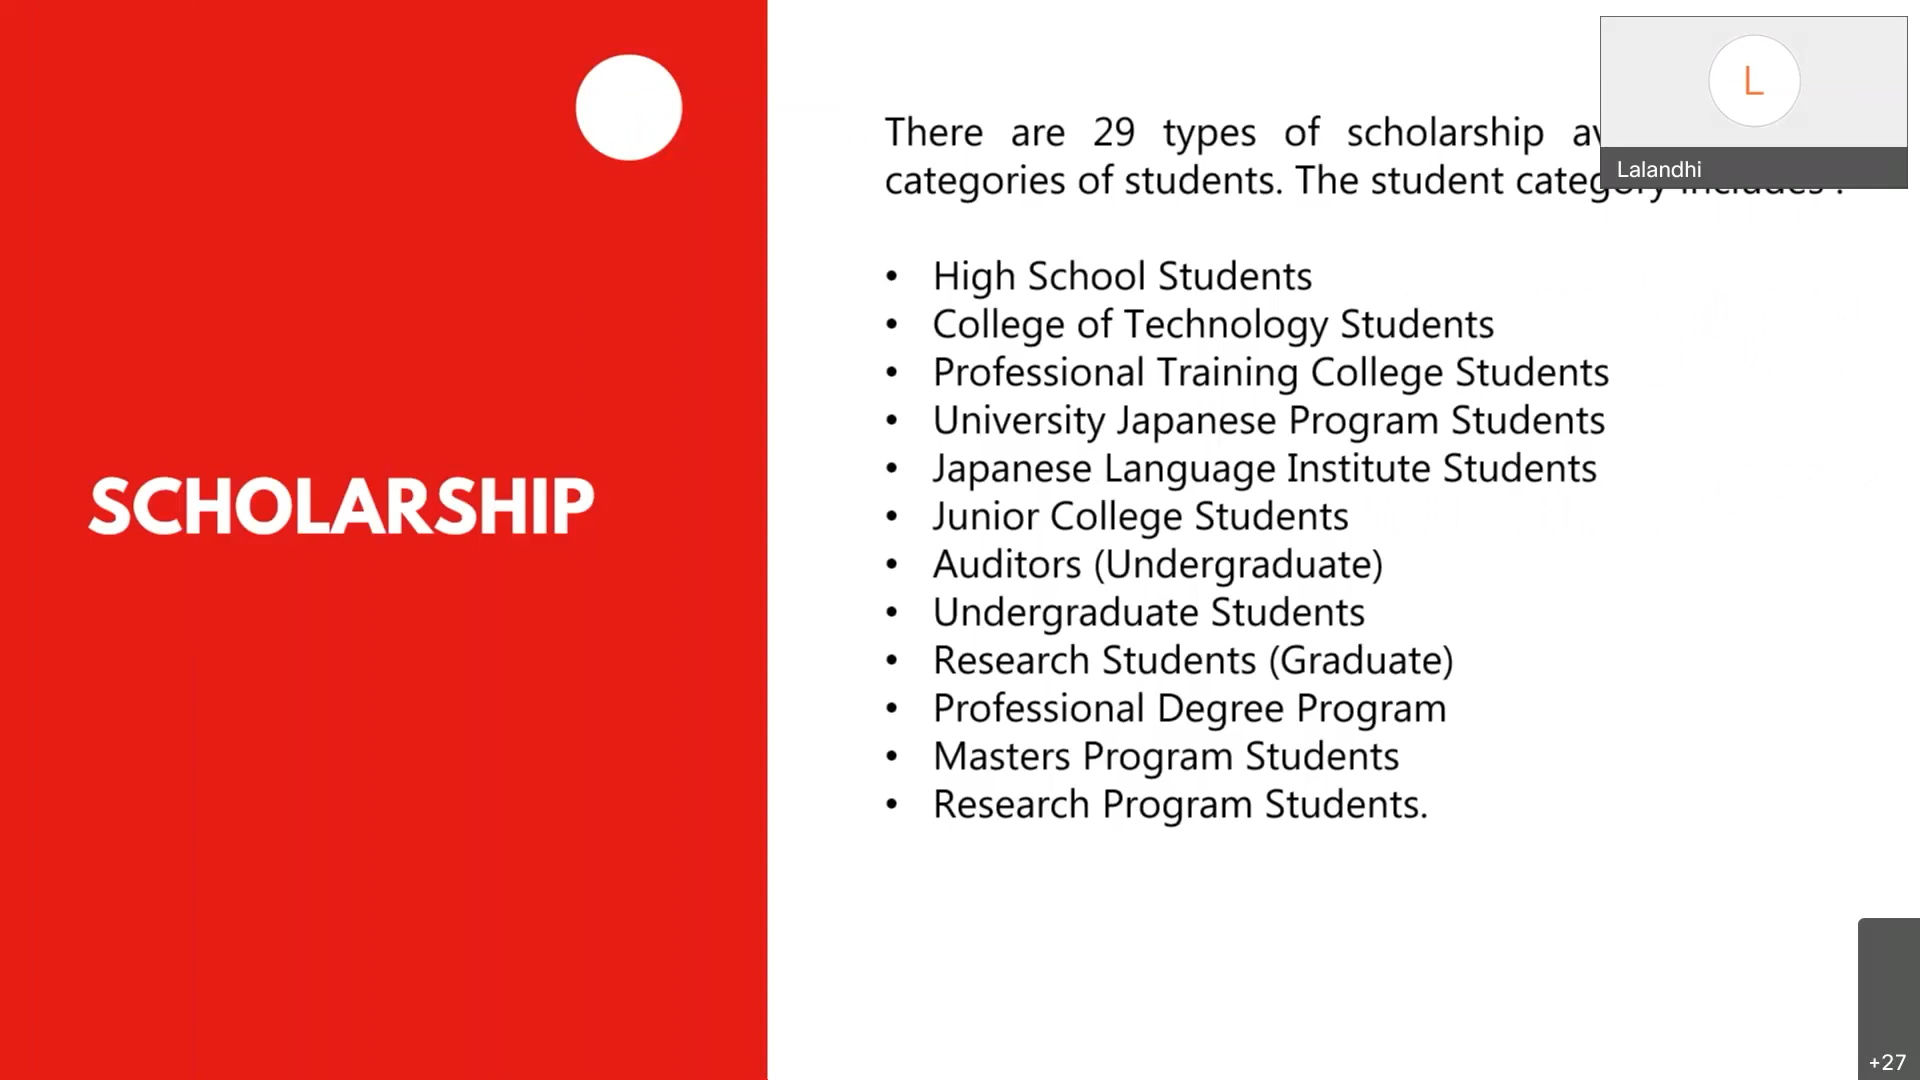 SCHOLARSHIP
There are 29 types of scholarship
categories of students. The student category includes :
• High School Students
• College of Technology Students
• Professional Training College Students
• University Japanese Program Students
• Japanese Language Institute Students
• Junior College Students
• Auditors (Undergraduate)
• Undergraduate Students
• Research Students (Graduate)
• Professional Degree Program
• Masters Program Students
• Research Program Students.
L
Lalandhi
+27